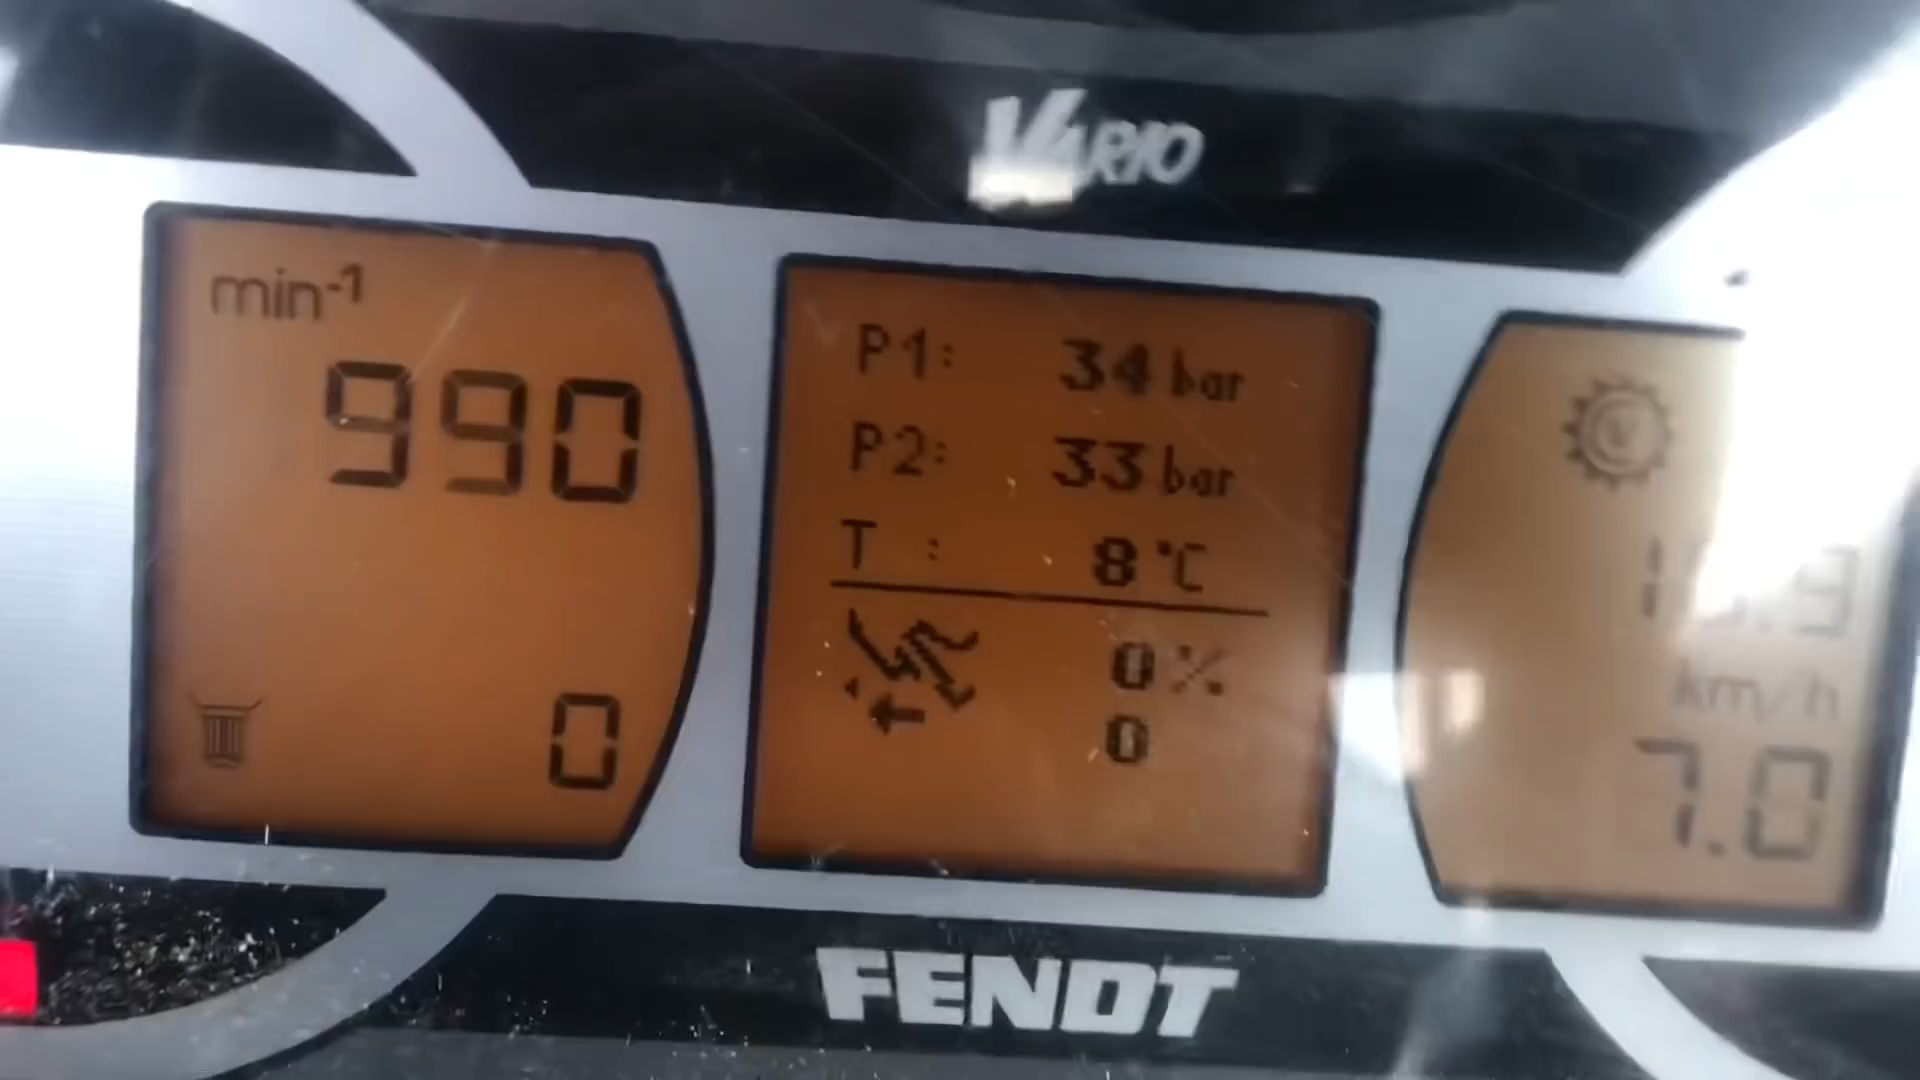 VARIO
min⁻¹
990
0
P1: 34 bar
P2: 33 bar
T : 8 °C
0 %
0
km/h
7.0
FENDT